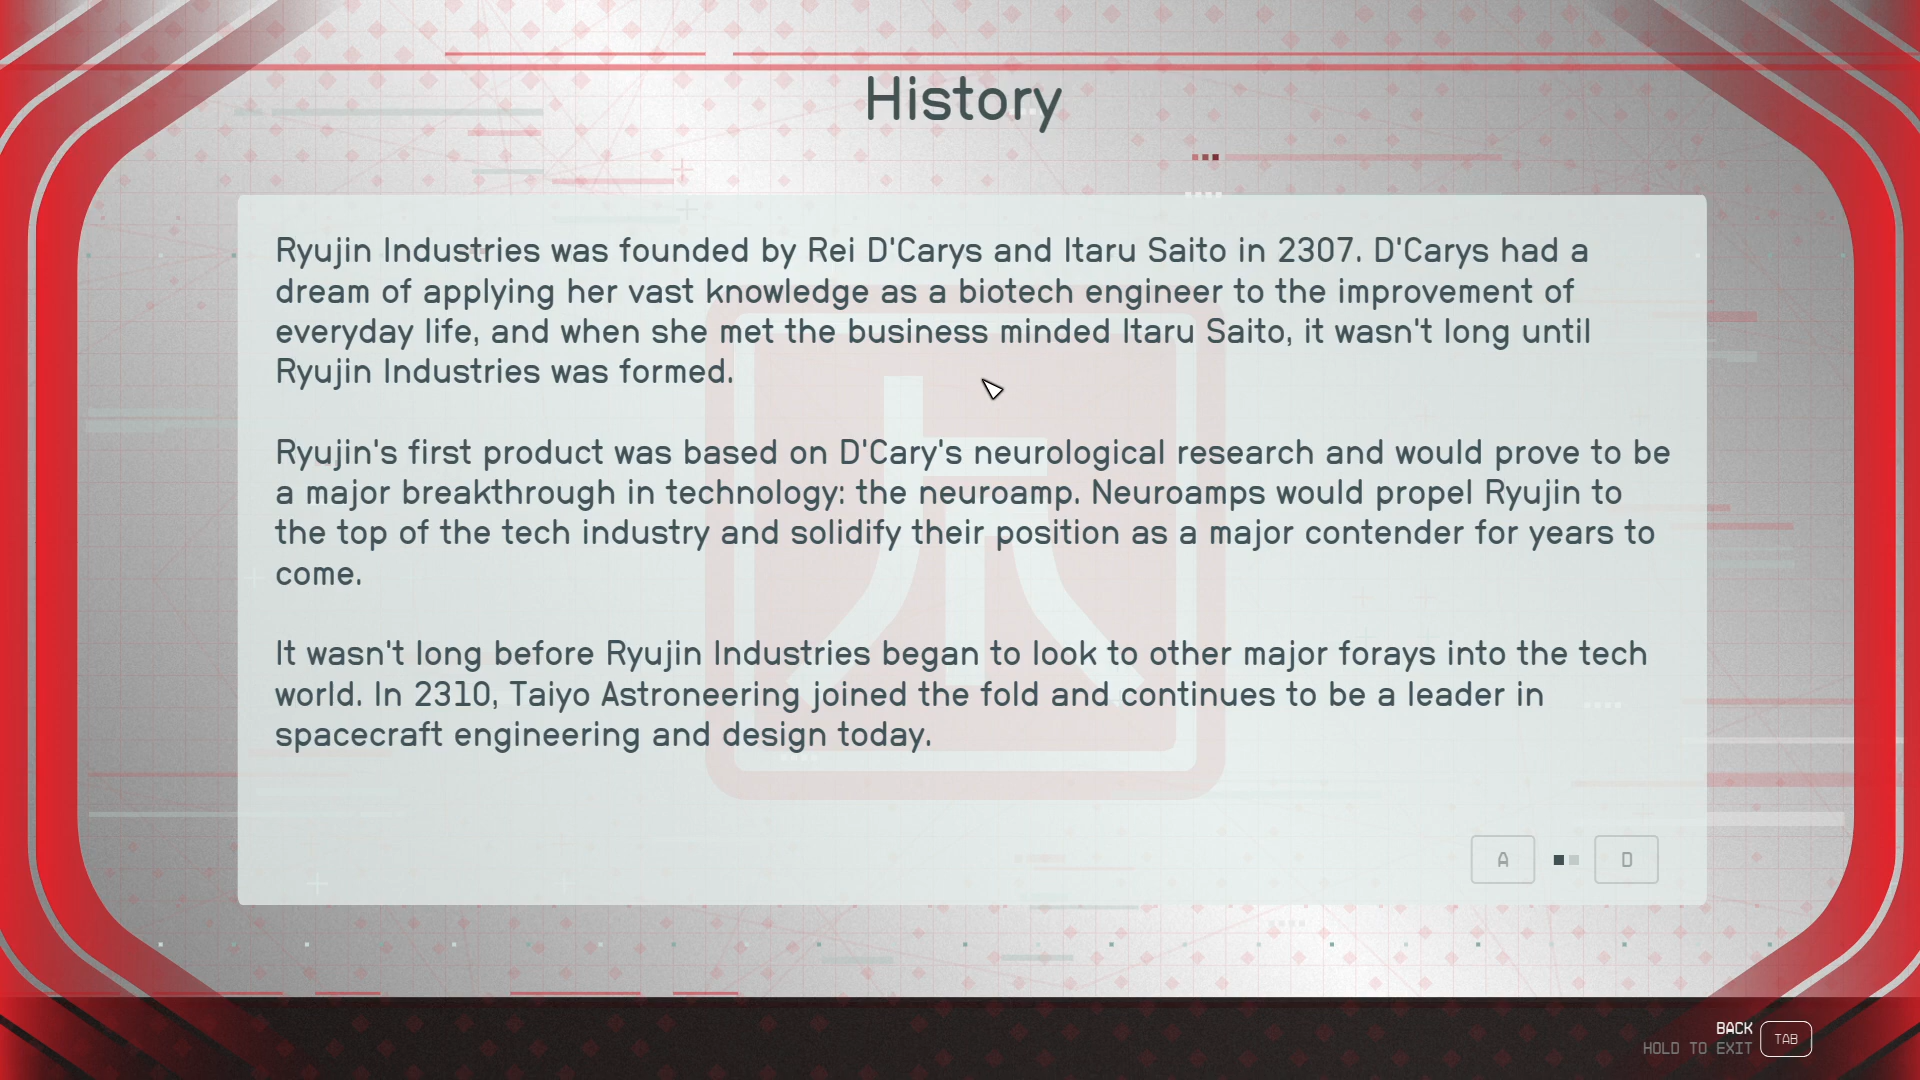 History
Ryujin Industries was founded by Rei D'Carys and Itaru Saito in 2307. D'Carys had a
dream of applying her vast knowledge as a biotech engineer to the improvement of
everyday life, and when she met the business minded Itaru Saito, it wasn't long until
Ryujin Industries was formed.
Ryujin's first product was based on D'Cary's neurological research and would prove to be
a major breakthrough in technology: the neuroamp. Neuroamps would propel Ryujin to
the top of the tech industry and solidify their position as a major contender for years to
come.
It wasn't long before Ryujin Industries began to look to other major forays into the tech
world. In 2310, Taiyo Astroneering joined the fold and continues to be a leader in
spacecraft engineering and design today.
A D
BACK
HOLD TO EXIT TAB